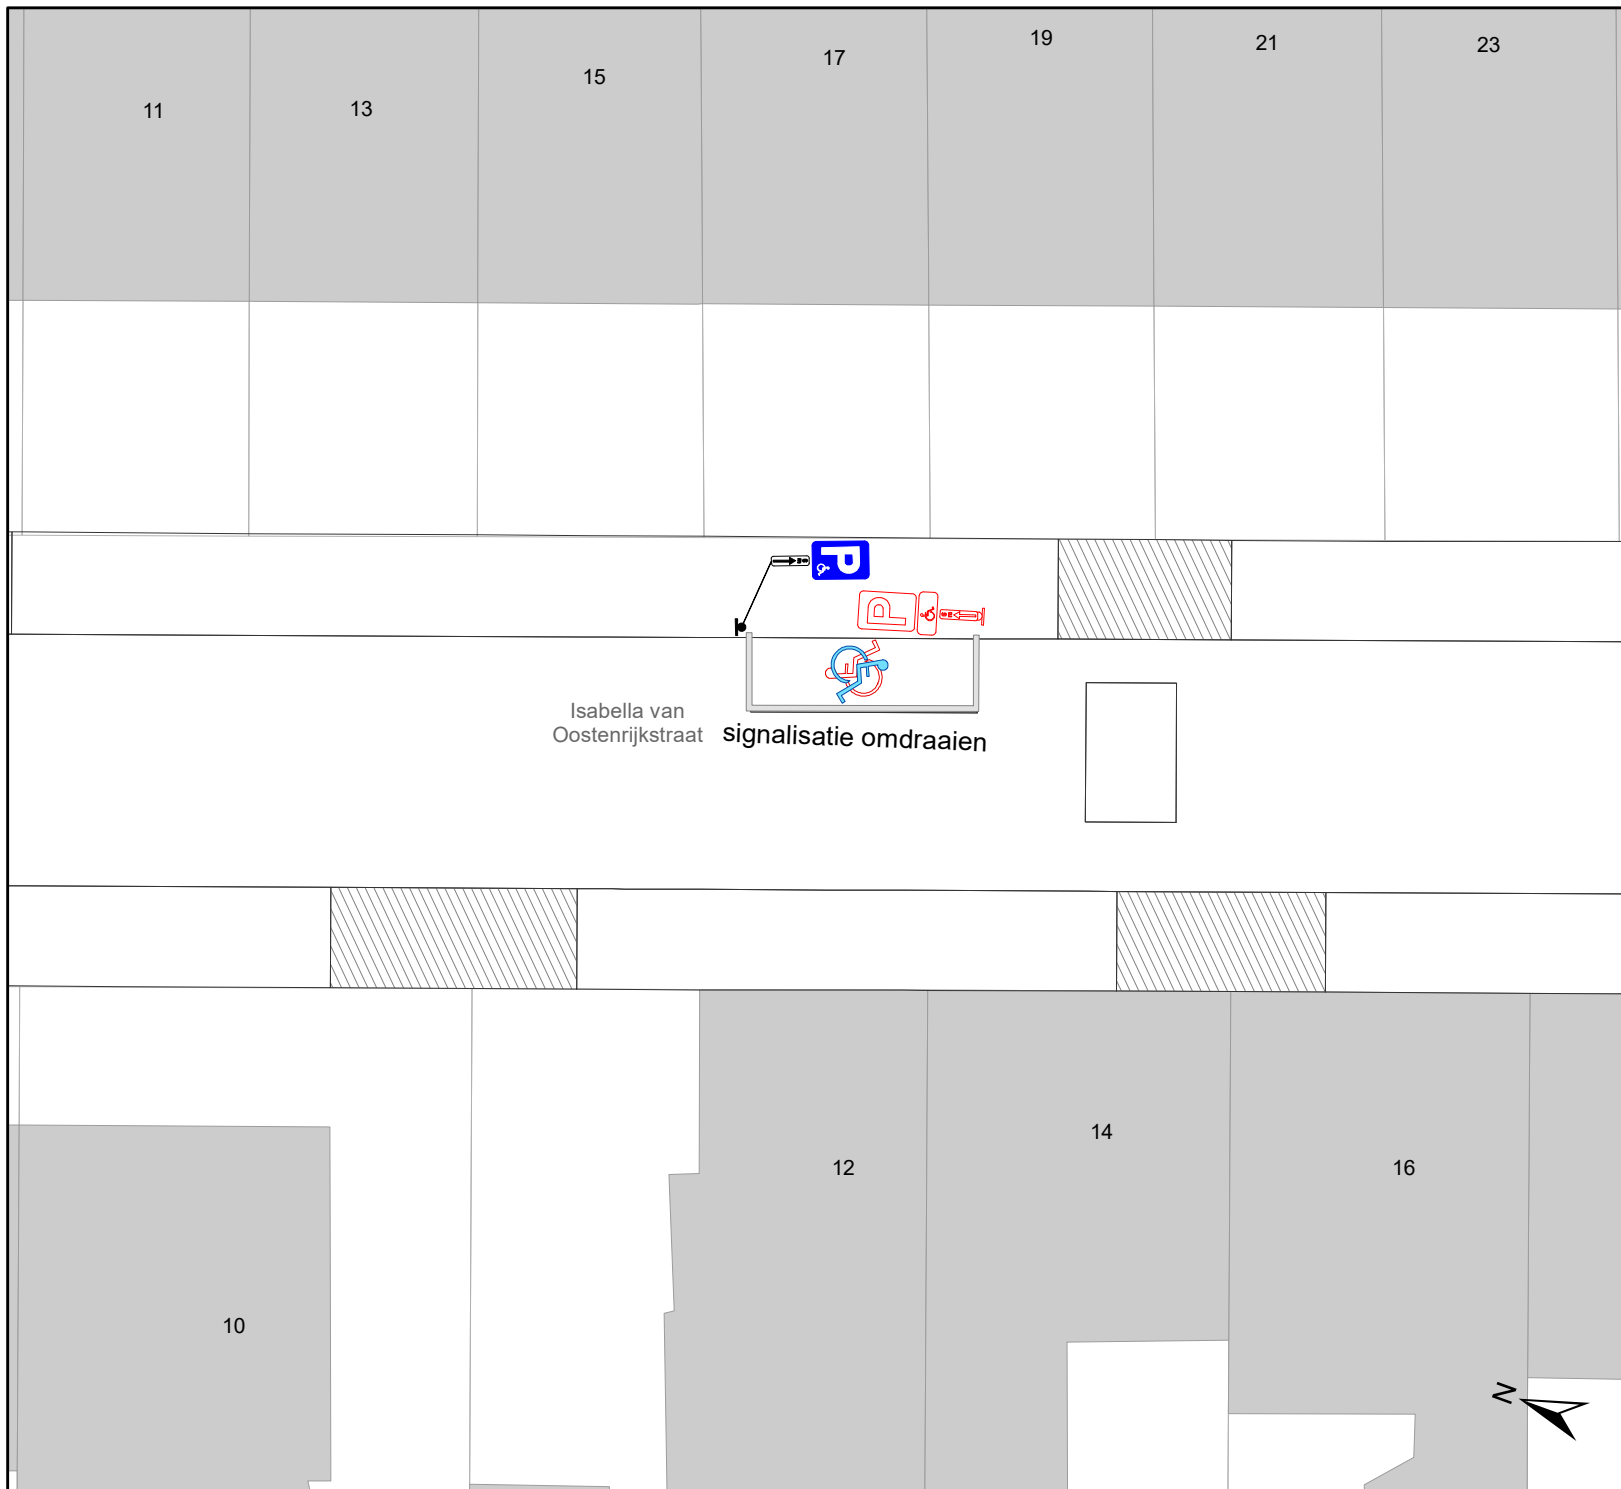 11
13
15
17
19
21
23
P
P
Isabella van
Oostenrijkstraat
signalisatie omdraaien
10
12
14
16
N